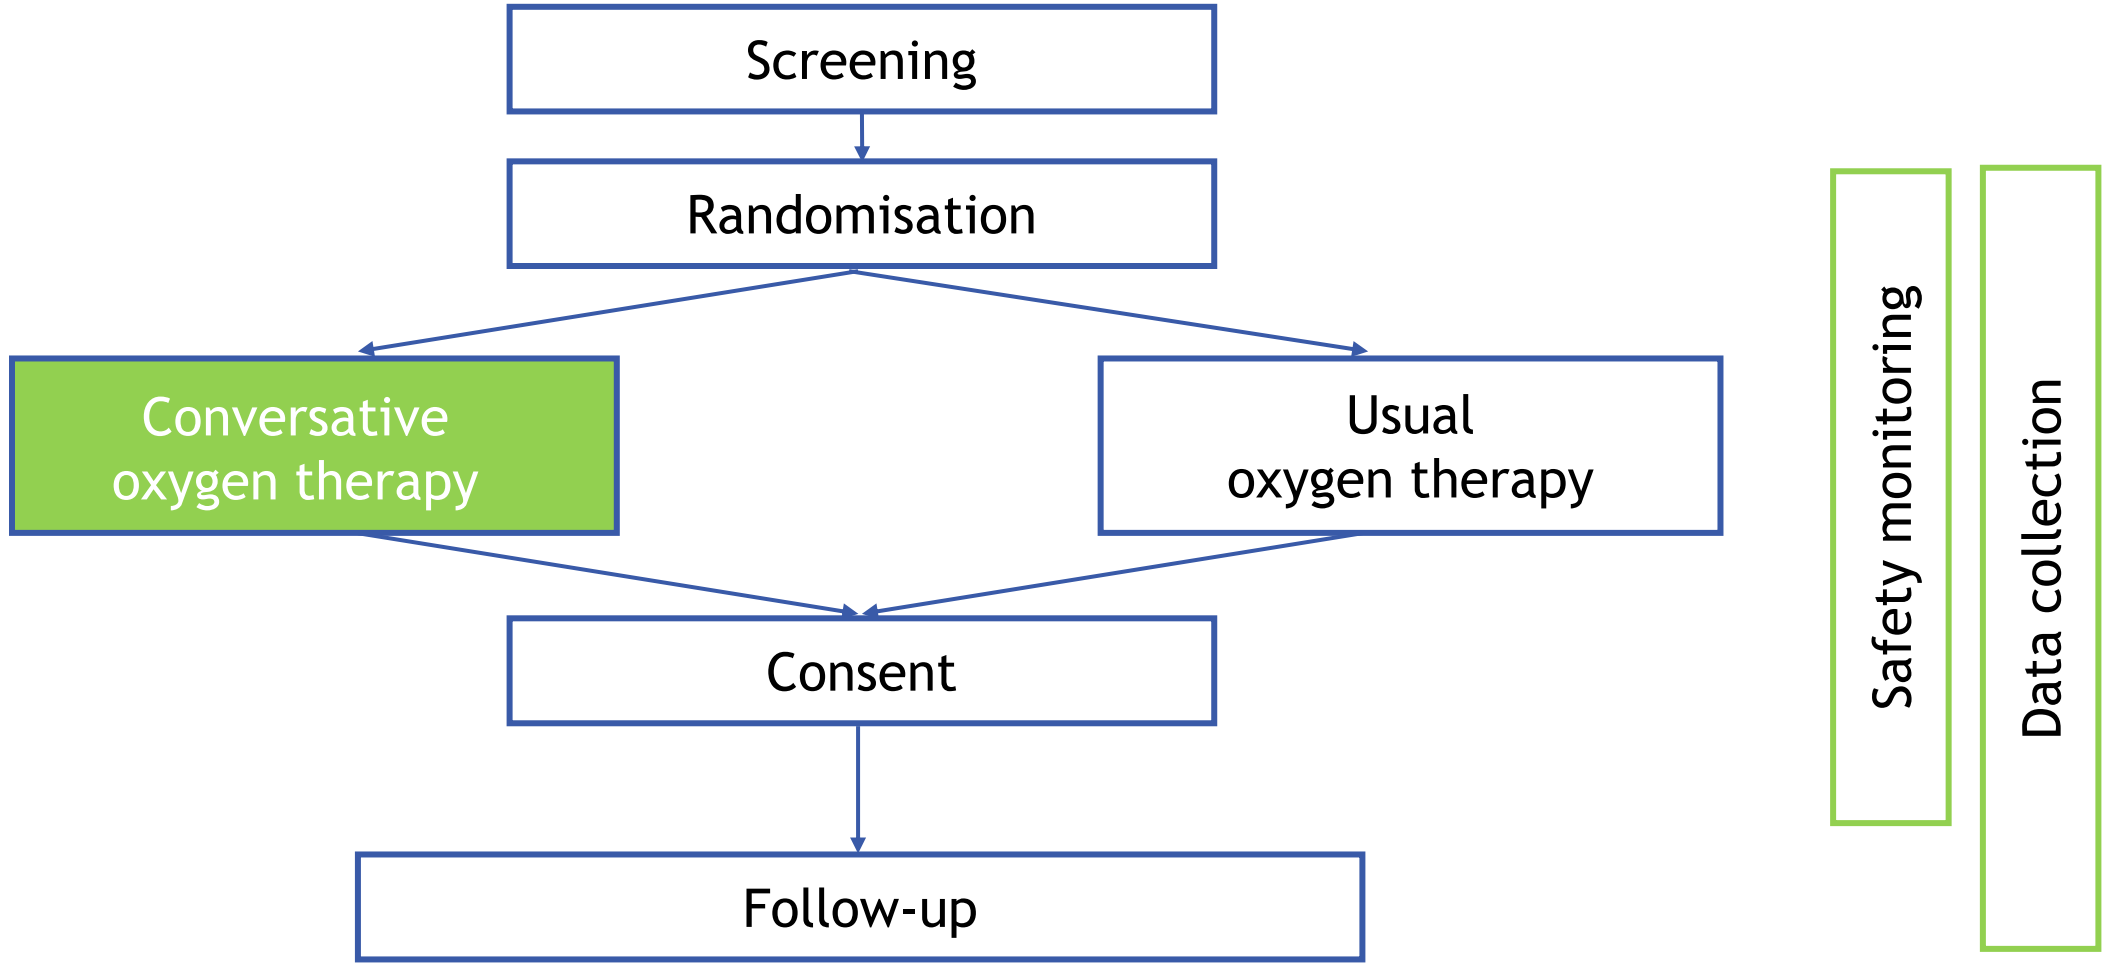 Screening
Randomisation
Conversative
oxygen therapy
Usual
oxygen therapy
Consent
Follow-up
Safety monitoring
Data collection